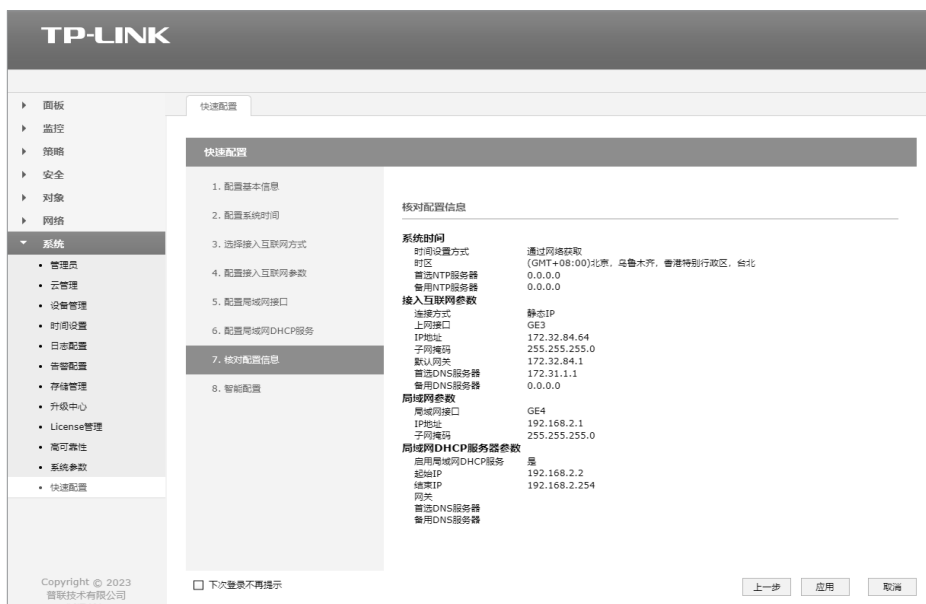 TP-LINK
面板
监控
策略
安全
对象
网络
系统
管理员
云管理
设备管理
时间设置
日志配置
告警配置
存储管理
升级中心
License管理
高可靠性
系统参数
快速配置
Copyright © 2023
普联技术有限公司
快速配置
快速配置
1. 配置基本信息
2. 配置系统时间
3. 选择接入互联网方式
4. 配置接入互联网参数
5. 配置局域网接口
6. 配置局域网DHCP服务
7. 核对配置信息
8. 智能配置
核对配置信息
系统时间
时间设置方式 通过网络获取
时区 (GMT+08:00)北京，乌鲁木齐，香港特别行政区，台北
首选NTP服务器 0.0.0.0
备用NTP服务器 0.0.0.0
接入互联网参数
连接方式 静态IP
上网接口 GE3
IP地址 172.32.84.64
子网掩码 255.255.255.0
默认网关 172.32.84.1
首选DNS服务器 172.31.1.1
备用DNS服务器 0.0.0.0
局域网参数
局域网接口 GE4
IP地址 192.168.2.1
子网掩码 255.255.255.0
局域网DHCP服务器参数
启用局域网DHCP服务 是
起始IP 192.168.2.2
结束IP 192.168.2.254
网关
首选DNS服务器
备用DNS服务器
下次登录不再提示
上一步 应用 取消